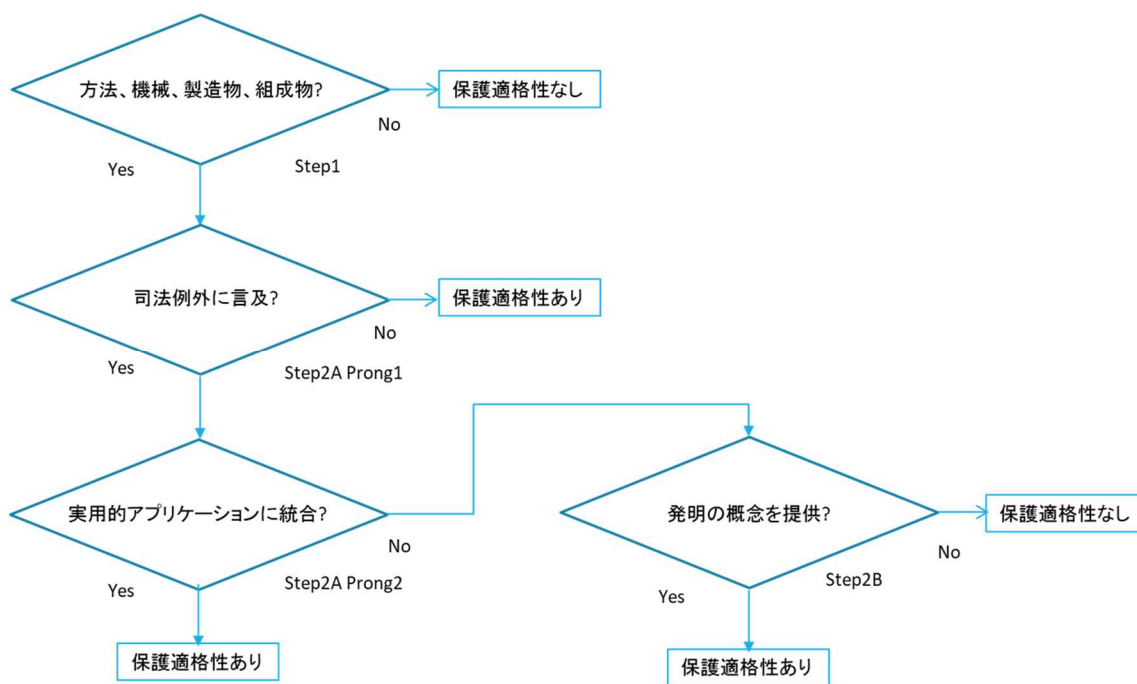 方法、機械、製造物、組成物?
保護適格性なし
No
Yes
Step1
司法例外に言及?
保護適格性あり
No
Yes
Step2A Prong1
実用的アプリケーションに統合?
No
Yes
Step2A Prong2
保護適格性あり
発明の概念を提供?
保護適格性なし
No
Step2B
Yes
保護適格性あり